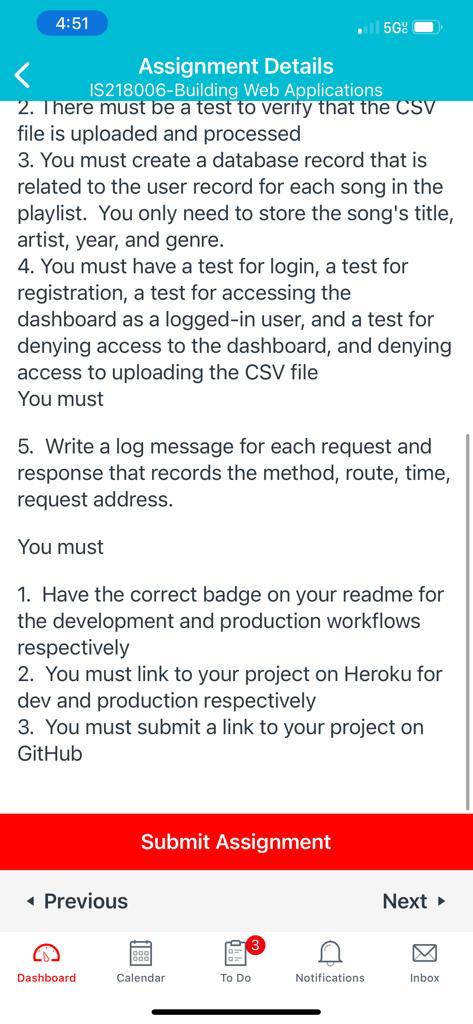 4:51
5G UC
Assignment Details
IS218006-Building Web Applications
2. There must be a test to verify that the CSV
file is uploaded and processed
3. You must create a database record that is
related to the user record for each song in the
playlist.  You only need to store the song's title,
artist, year, and genre.
4. You must have a test for login, a test for
registration, a test for accessing the
dashboard as a logged-in user, and a test for
denying access to the dashboard, and denying
access to uploading the CSV file
You must
5.  Write a log message for each request and
response that records the method, route, time,
request address.
You must
1.  Have the correct badge on your readme for
the development and production workflows
respectively
2.  You must link to your project on Heroku for
dev and production respectively
3.  You must submit a link to your project on
GitHub
Submit Assignment
Previous
Next
3
Dashboard
Calendar
To Do
Notifications
Inbox